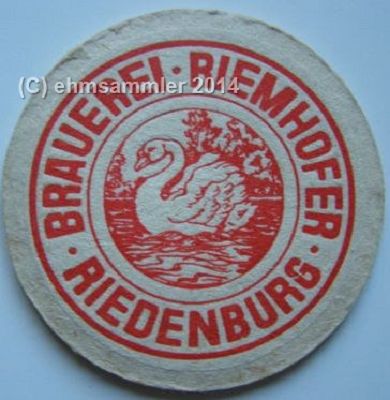 (C) ehmsammler 2014
BRAUEREI · RIEMHOFER ·
RIEDENBURG ·